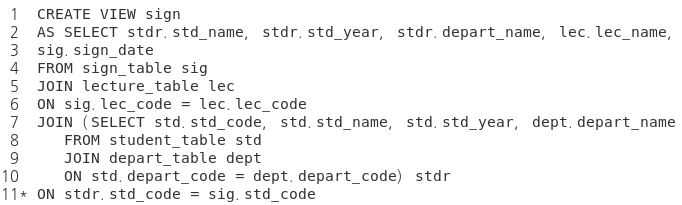 1 CREATE VIEW sign
2 AS SELECT stdr.std_name, stdr.std_year, stdr.depart_name, lec.lec_name,
3 sig.sign_date
4 FROM sign_table sig
5 JOIN lecture_table lec
6 ON sig.lec_code = lec.lec_code
7 JOIN (SELECT std.std_code, std.std_name, std.std_year, dept.depart_name
8 FROM student_table std
9 JOIN depart_table dept
10 ON std.depart_code = dept.depart_code) stdr
11* ON stdr.std_code = sig.std_code